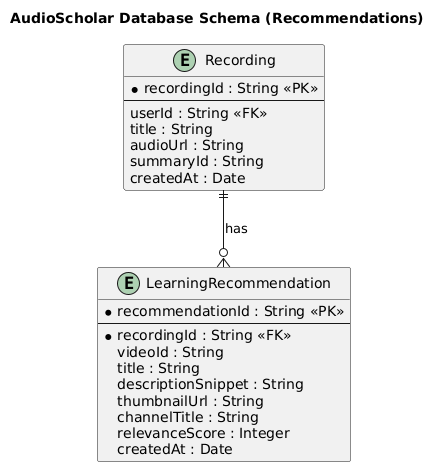 AudioScholar Database Schema (Recommendations)
E Recording
* recordingId : String «PK»
userId : String «FK»
title : String
audioUrl : String
summaryId : String
createdAt : Date
has
E LearningRecommendation
* recommendationId : String «PK»
* recordingId : String «FK»
videoId : String
title : String
descriptionSnippet : String
thumbnailUrl : String
channelTitle : String
relevanceScore : Integer
createdAt : Date